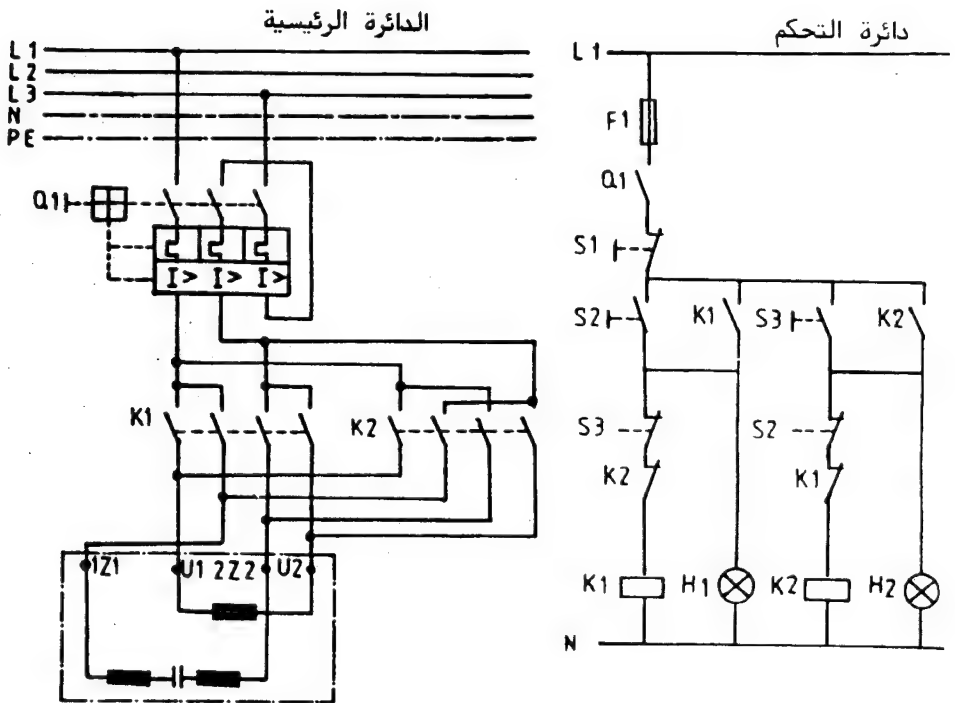 الدائرة الرئيسية
L1
L2
L3
N
PE
Q1
I> I> I>
K1
K2
1Z1 U1 2Z2 U2
دائرة التحكم
L1
F1
Q1
S1
S2 K1 S3 K2
S3 S2
K2 K1
K1 H1 K2 H2
N